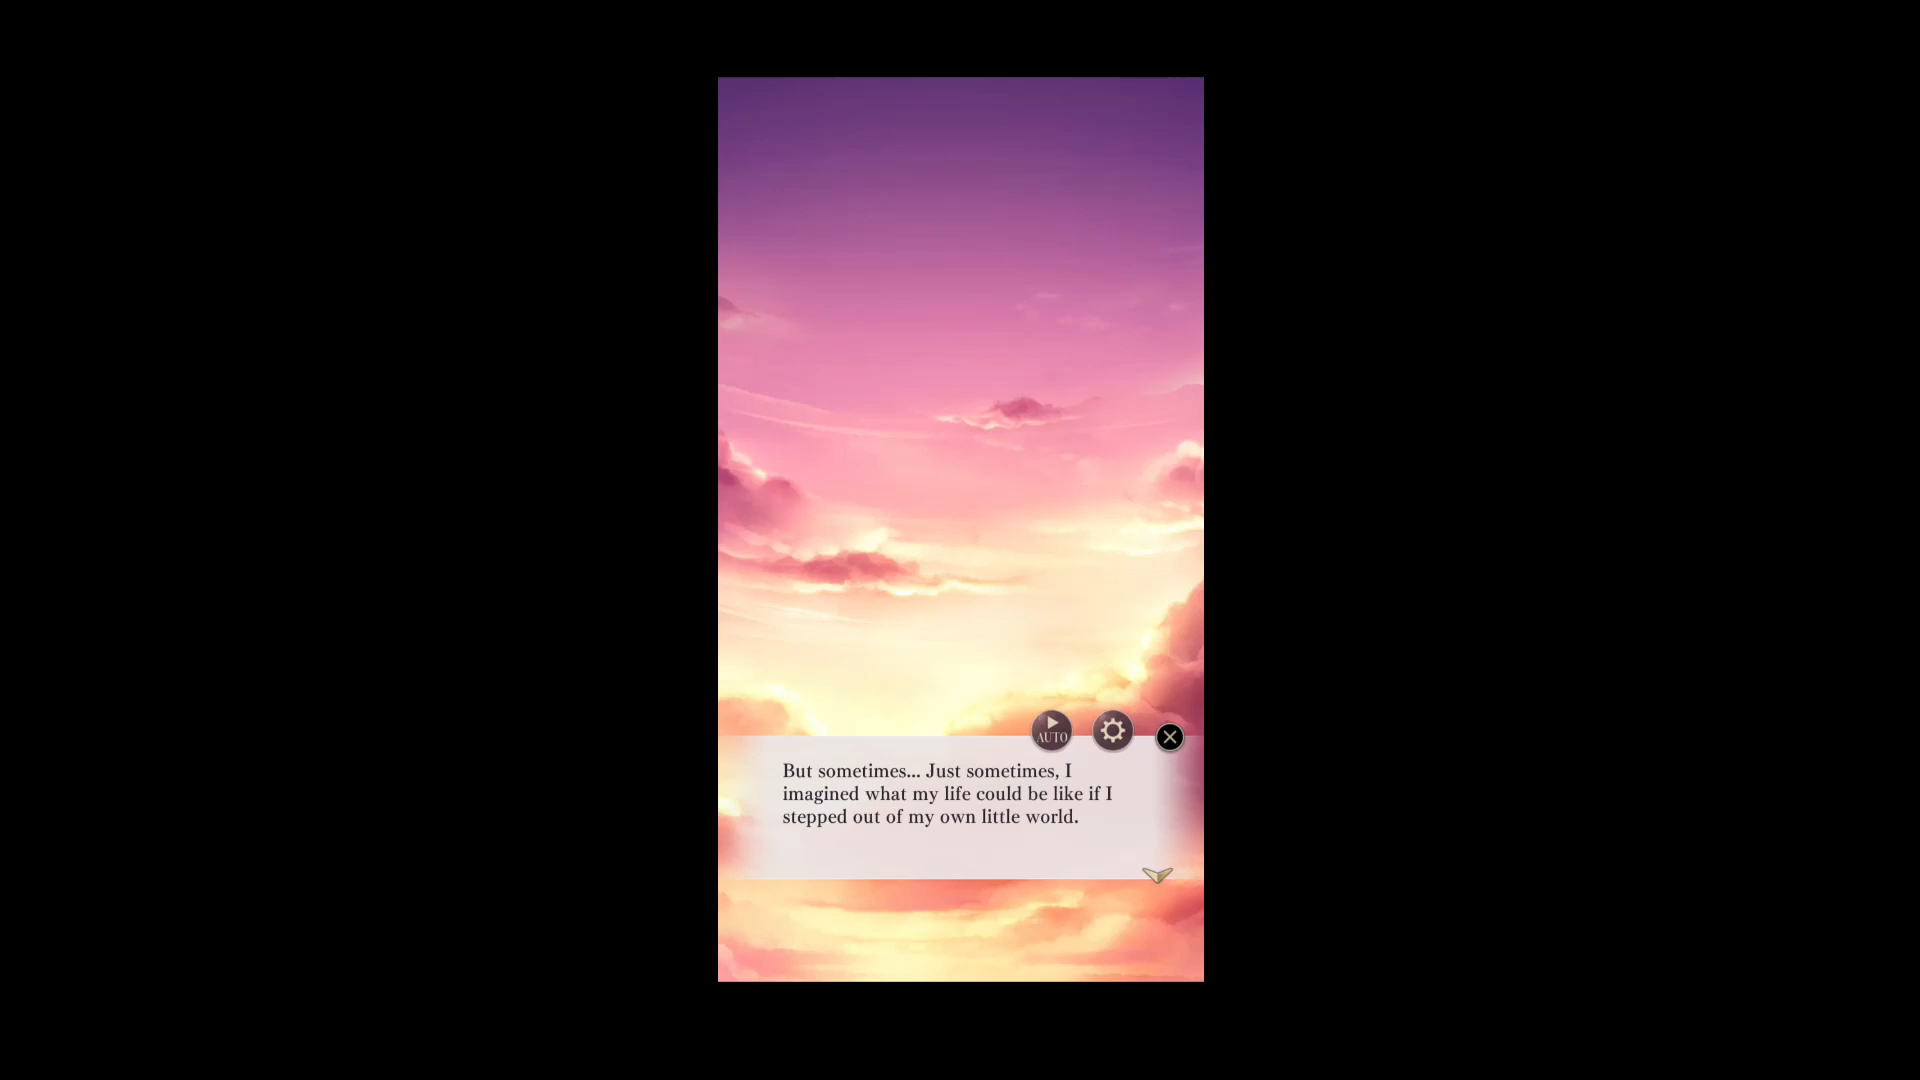 AUTO
But sometimes... Just sometimes, I
imagined what my life could be like if I
stepped out of my own little world.